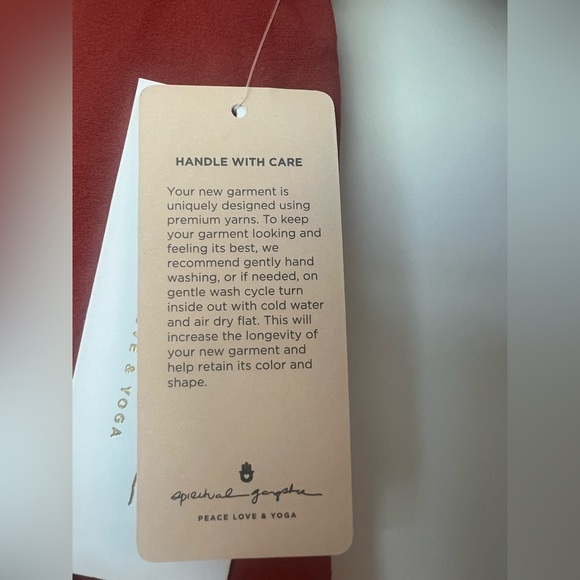 HANDLE WITH CARE
Your new garment is
uniquely designed using
premium yarns. To keep
your garment looking and
feeling its best, we
recommend gently hand
washing, or if needed, on
gentle wash cycle turn
inside out with cold water
and air dry flat. This will
increase the longevity of
your new garment and
help retain its color and
shape.
spiritual gangster
PEACE LOVE & YOGA
VE & YOGA